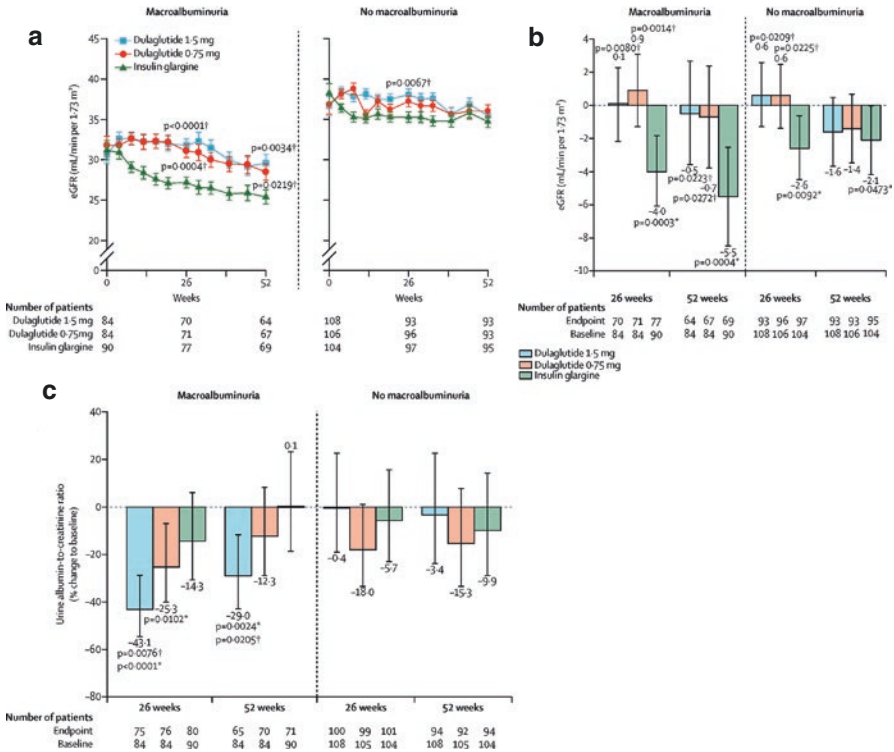 a
Macroalbuminuria
No macroalbuminuria
Dulaglutide 1·5 mg
Dulaglutide 0·75 mg
Insulin glargine
eGFR (mL/min per 1·73 m²)
45
40
35
30
25
0
p<0·0001†
p=0·0004†
p=0·0034†
p=0·0219†
p=0·0067†
0 26 52
0 26 52
Weeks
Weeks
Number of patients
Dulaglutide 1·5 mg 84 70 64 108 93 93
Dulaglutide 0·75mg 84 71 67 106 96 93
Insulin glargine 90 77 69 104 97 95
b
Macroalbuminuria
No macroalbuminuria
eGFR (mL/min per 1·73 m²)
4
2
0
−2
−4
−6
−8
−10
p=0·0014†
p=0·0080†
0·9
0·1
−4·0
p=0·0003*
−0·5
p=0·0223†
−0·7
p=0·0272†
−5·5
p=0·0004*
p=0·0209†
0·6
p=0·0225†
0·6
−2·6
p=0·0092*
−1·6
−1·4
−2·1
p=0·0473*
26 weeks 52 weeks 26 weeks 52 weeks
Endpoint 70 71 77 64 67 69 93 96 97 93 93 95
Baseline 84 84 90 84 84 90 108 106 104 108 106 104
Dulaglutide 1·5 mg
Dulaglutide 0·75 mg
Insulin glargine
c
Macroalbuminuria
No macroalbuminuria
Urine albumin-to-creatinine ratio
(% change to baseline)
40
20
0
−20
−40
−60
−80
−43·1
p=0·0076†
p<0·0001*
−25·3
p=0·0102*
−14·3
−29·0
p=0·0024*
p=0·0205†
−12·3
0·1
−0·4
−18·0
−5·7
−3·4
−15·3
−9·9
26 weeks 52 weeks 26 weeks 52 weeks
Number of patients
Endpoint 75 76 80 65 70 71 100 99 101 94 92 94
Baseline 84 84 90 84 84 90 108 105 104 108 105 104